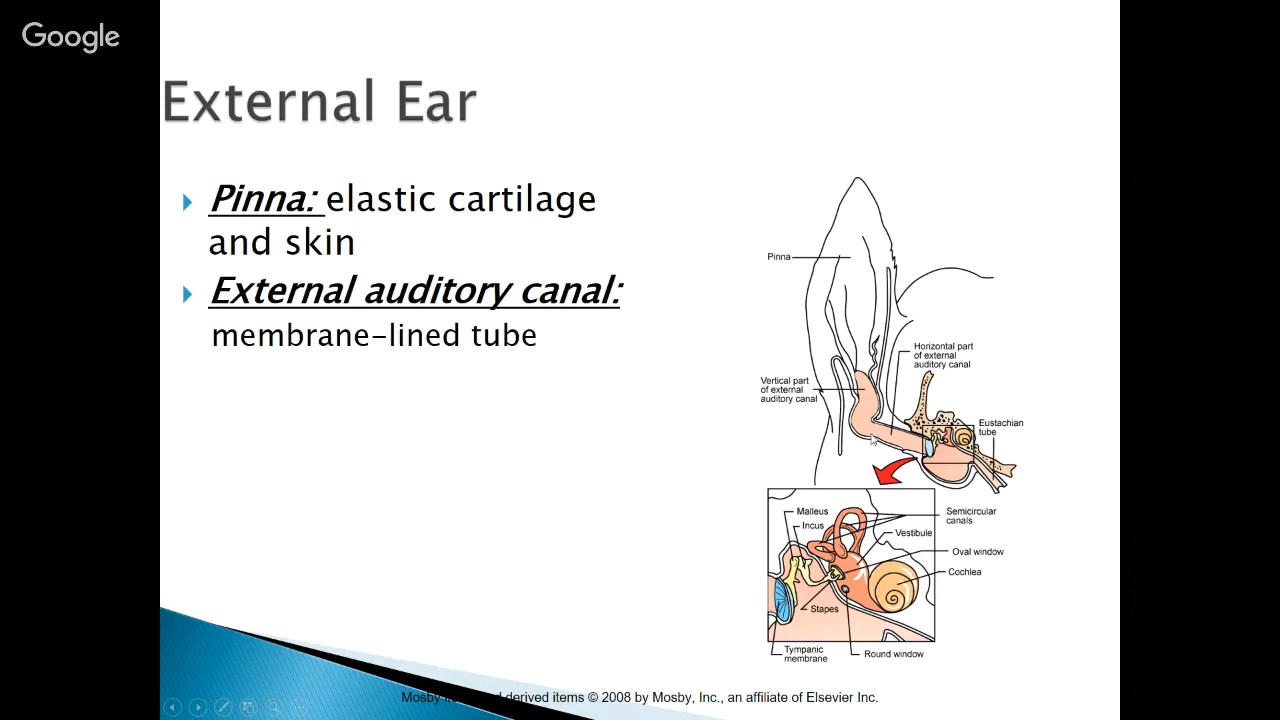 Google
External Ear
Pinna: elastic cartilage
and skin
External auditory canal:
membrane-lined tube
Pinna
Horizontal part
of external
auditory canal
Vertical part
of external
auditory canal
Eustachian
tube
Malleus
Incus
Semicircular
canals
Vestibule
Oval window
Cochlea
Stapes
Tympanic
membrane
Round window
Mosby derived items © 2008 by Mosby, Inc., an affiliate of Elsevier Inc.